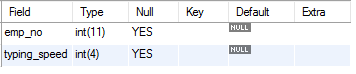 Field Type Null Key Default Extra
emp_no int(11) YES NULL
typing_speed int(4) YES NULL